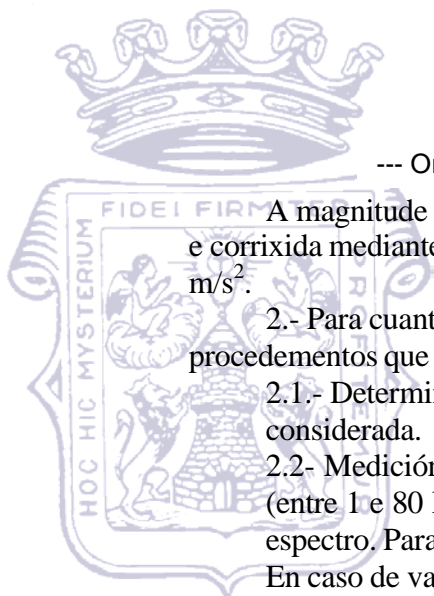 --- Or
FIDEI FIRM
HOC HIC MYSTERIUM
A magnitude
e corrixida mediante
m/s².
2.- Para cuant
procedementos que
2.1.- Determi
considerada.
2.2- Medición
(entre 1 e 80
espectro. Para
En caso de va